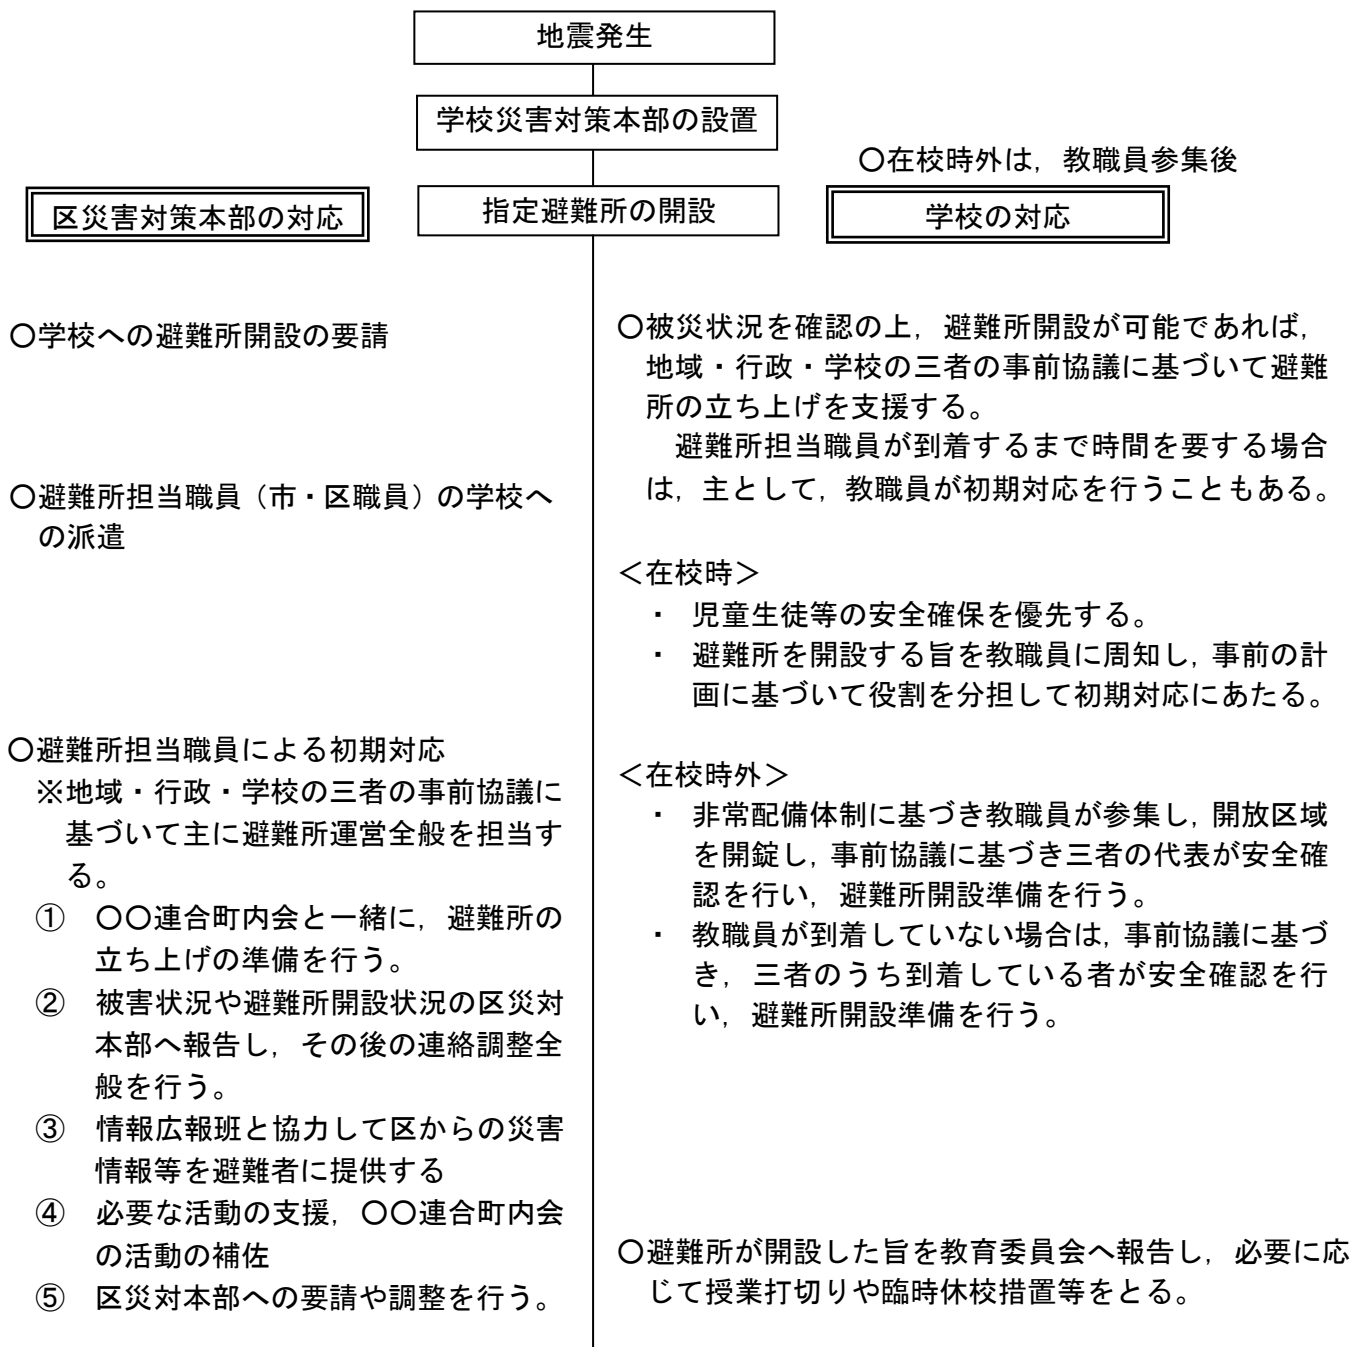 地震発生
学校災害対策本部の設置
〇在校時外は，教職員参集後
区災害対策本部の対応
指定避難所の開設
学校の対応
〇学校への避難所開設の要請
〇避難所担当職員（市・区職員）の学校へ
の派遣
〇避難所担当職員による初期対応
※地域・行政・学校の三者の事前協議に
基づいて主に避難所運営全般を担当す
る。
①　〇〇連合町内会と一緒に，避難所の
立ち上げの準備を行う。
②　被害状況や避難所開設状況の区災対
本部へ報告し，その後の連絡調整全
般を行う。
③　情報広報班と協力して区からの災害
情報等を避難者に提供する
④　必要な活動の支援，〇〇連合町内会
の活動の補佐
⑤　区災対本部への要請や調整を行う。
〇被災状況を確認の上，避難所開設が可能であれば，
地域・行政・学校の三者の事前協議に基づいて避難
所の立ち上げを支援する。
避難所担当職員が到着するまで時間を要する場合
は，主として，教職員が初期対応を行うこともある。
＜在校時＞
・　児童生徒等の安全確保を優先する。
・　避難所を開設する旨を教職員に周知し，事前の計
画に基づいて役割を分担して初期対応にあたる。
＜在校時外＞
・　非常配備体制に基づき教職員が参集し，開放区域
を開錠し，事前協議に基づき三者の代表が安全確
認を行い，避難所開設準備を行う。
・　教職員が到着していない場合は，事前協議に基づ
き，三者のうち到着している者が安全確認を行
い，避難所開設準備を行う。
〇避難所が開設した旨を教育委員会へ報告し，必要に応
じて授業打切りや臨時休校措置等をとる。